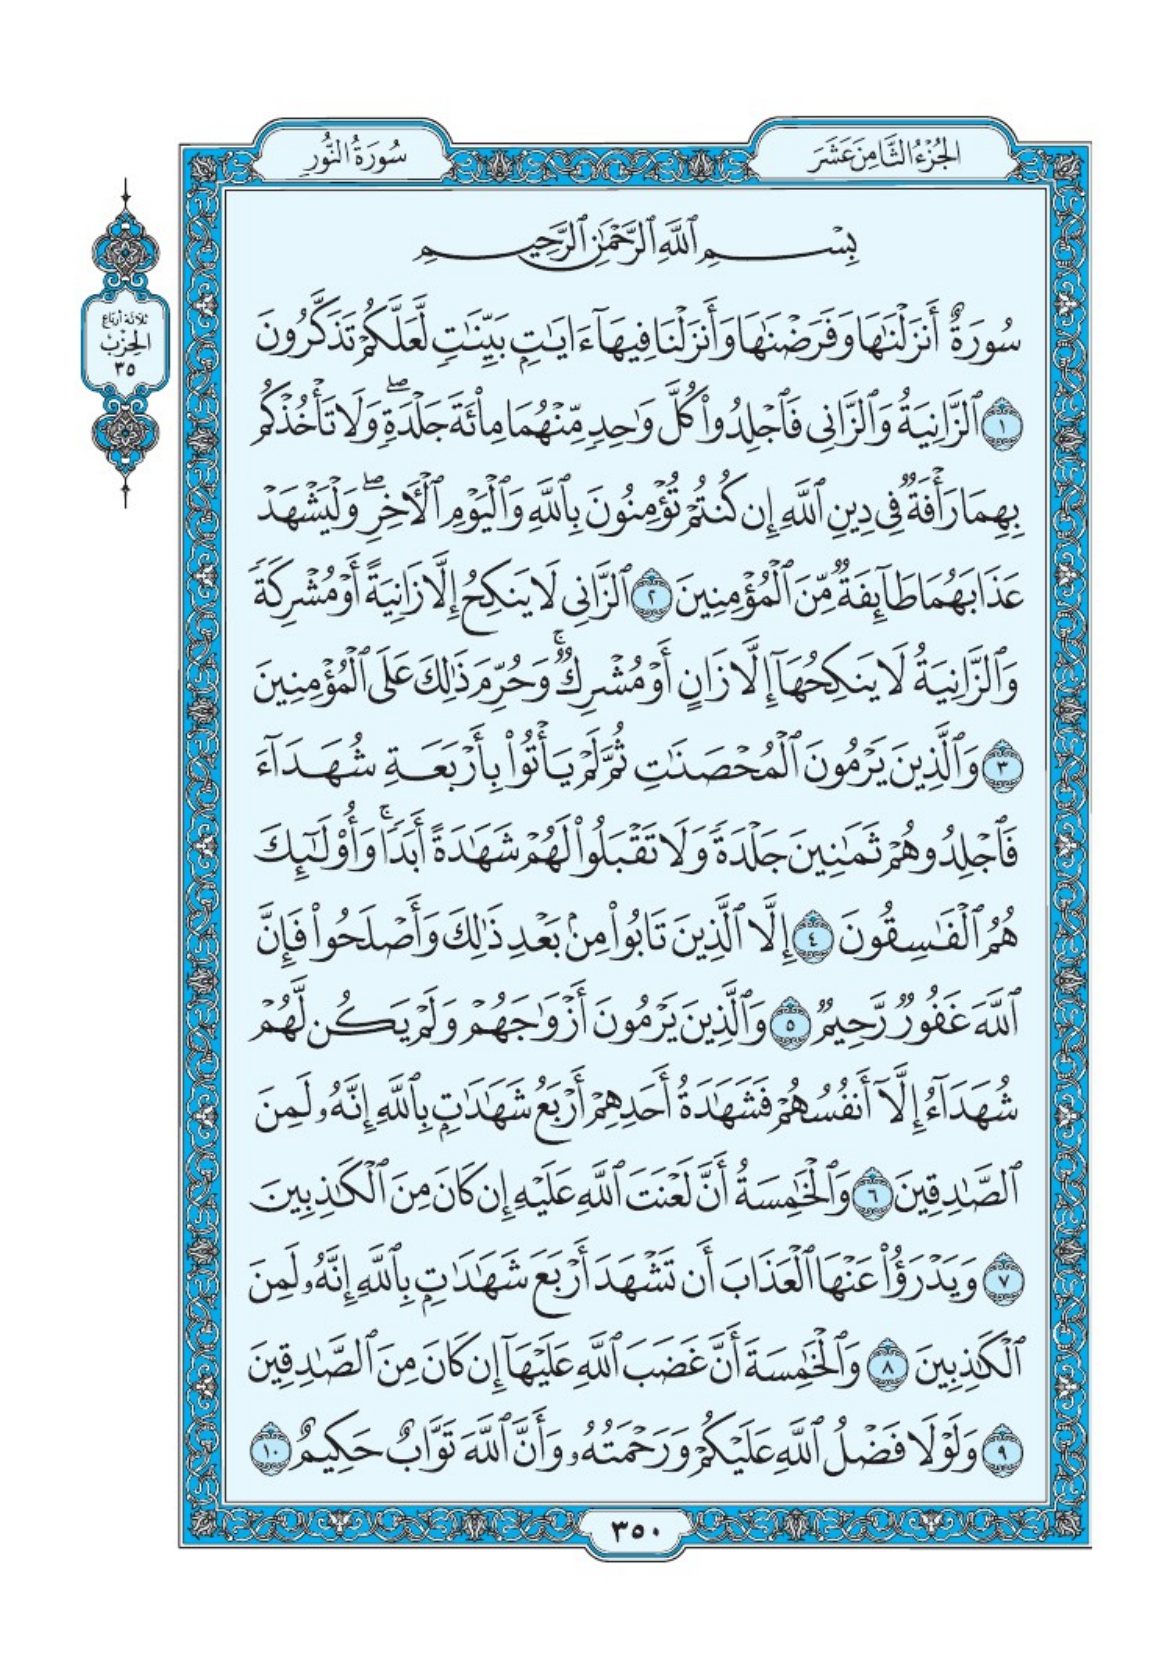 الجُزْءُ الثَّامِنَ عَشَرَ
سُورَةُ النُّورِ
ثلاثة أرباع
الحِزْبُ
٣٥
بِسْمِ ٱللَّهِ ٱلرَّحْمَٰنِ ٱلرَّحِيمِ
سُورَةٌ أَنزَلْنَٰهَا وَفَرَضْنَٰهَا وَأَنزَلْنَا فِيهَآ ءَايَٰتٍۭ بَيِّنَٰتٍ لَّعَلَّكُمْ تَذَكَّرُونَ
١ ٱلزَّانِيَةُ وَٱلزَّانِى فَٱجْلِدُوا۟ كُلَّ وَٰحِدٍ مِّنْهُمَا مِا۟ئَةَ جَلْدَةٍ ۖ وَلَا تَأْخُذْكُم
بِهِمَا رَأْفَةٌ فِى دِينِ ٱللَّهِ إِن كُنتُمْ تُؤْمِنُونَ بِٱللَّهِ وَٱلْيَوْمِ ٱلْءَاخِرِ ۖ وَلْيَشْهَدْ
عَذَابَهُمَا طَآئِفَةٌ مِّنَ ٱلْمُؤْمِنِينَ ٢ ٱلزَّانِى لَا يَنكِحُ إِلَّا زَانِيَةً أَوْ مُشْرِكَةً
وَٱلزَّانِيَةُ لَا يَنكِحُهَآ إِلَّا زَانٍ أَوْ مُشْرِكٌ ۚ وَحُرِّمَ ذَٰلِكَ عَلَى ٱلْمُؤْمِنِينَ
٣ وَٱلَّذِينَ يَرْمُونَ ٱلْمُحْصَنَٰتِ ثُمَّ لَمْ يَأْتُوا۟ بِأَرْبَعَةِ شُهَدَآءَ
فَٱجْلِدُوهُمْ ثَمَٰنِينَ جَلْدَةً وَلَا تَقْبَلُوا۟ لَهُمْ شَهَٰدَةً أَبَدًا ۚ وَأُو۟لَٰٓئِكَ
هُمُ ٱلْفَٰسِقُونَ ٤ إِلَّا ٱلَّذِينَ تَابُوا۟ مِنۢ بَعْدِ ذَٰلِكَ وَأَصْلَحُوا۟ فَإِنَّ
ٱللَّهَ غَفُورٌ رَّحِيمٌ ٥ وَٱلَّذِينَ يَرْمُونَ أَزْوَٰجَهُمْ وَلَمْ يَكُن لَّهُمْ
شُهَدَآءُ إِلَّآ أَنفُسُهُمْ فَشَهَٰدَةُ أَحَدِهِمْ أَرْبَعُ شَهَٰدَٰتٍۭ بِٱللَّهِ إِنَّهُۥ لَمِنَ
ٱلصَّٰدِقِينَ ٦ وَٱلْخَٰمِسَةُ أَنَّ لَعْنَتَ ٱللَّهِ عَلَيْهِ إِن كَانَ مِنَ ٱلْكَٰذِبِينَ
٧ وَيَدْرَؤُا۟ عَنْهَا ٱلْعَذَابَ أَن تَشْهَدَ أَرْبَعَ شَهَٰدَٰتٍۭ بِٱللَّهِ إِنَّهُۥ لَمِنَ
ٱلْكَٰذِبِينَ ٨ وَٱلْخَٰمِسَةَ أَنَّ غَضَبَ ٱللَّهِ عَلَيْهَآ إِن كَانَ مِنَ ٱلصَّٰدِقِينَ
٩ وَلَوْلَا فَضْلُ ٱللَّهِ عَلَيْكُمْ وَرَحْمَتُهُۥ وَأَنَّ ٱللَّهَ تَوَّابٌ حَكِيمٌ ١٠
٣٥٠